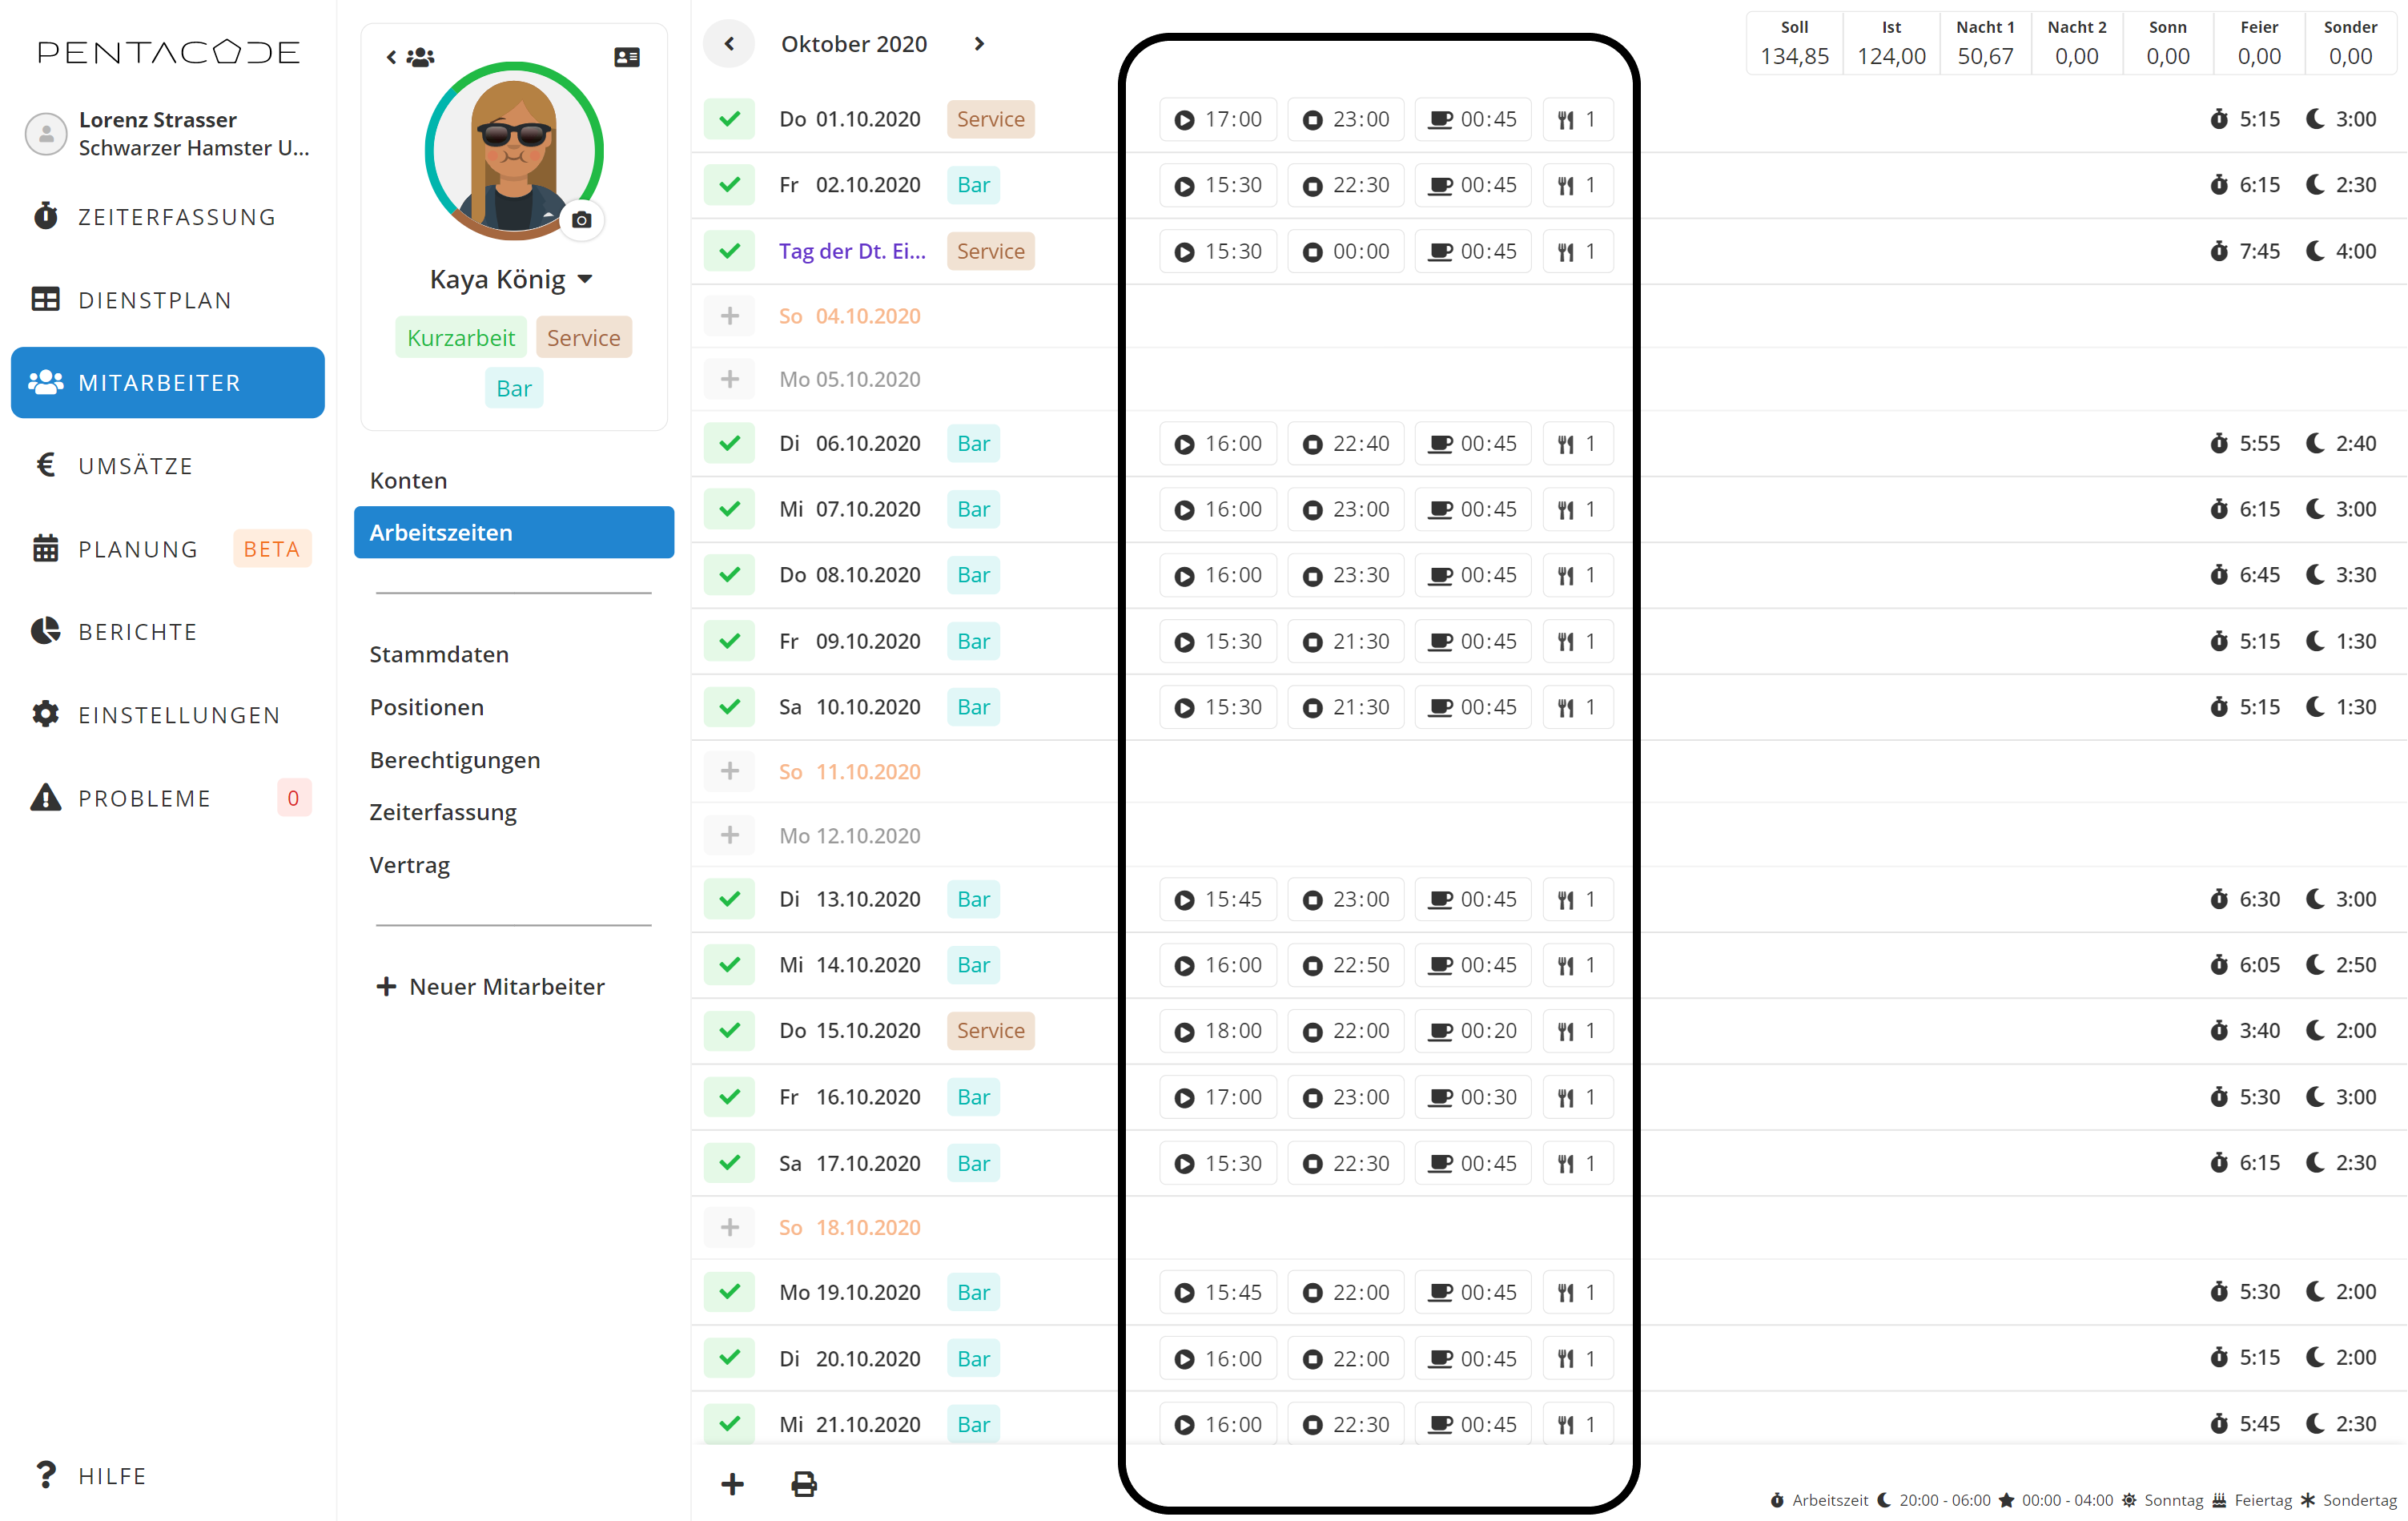 PENTACODE
Lorenz Strasser
Schwarzer Hamster U...
ZEITERFASSUNG
DIENSTPLAN
MITARBEITER
UMSÄTZE
PLANUNG BETA
BERICHTE
EINSTELLUNGEN
PROBLEME 0
HILFE
Kaya König
Kurzarbeit Service
Bar
Konten
Arbeitszeiten
Stammdaten
Positionen
Berechtigungen
Zeiterfassung
Vertrag
Neuer Mitarbeiter
Oktober 2020
Soll Ist Nacht 1 Nacht 2 Sonn Feier Sonder
134,85 124,00 50,67 0,00 0,00 0,00 0,00
Do 01.10.2020 Service 17:00 23:00 00:45 1 5:15 3:00
Fr 02.10.2020 Bar 15:30 22:30 00:45 1 6:15 2:30
Tag der Dt. Ei... Service 15:30 00:00 00:45 1 7:45 4:00
So 04.10.2020
Mo 05.10.2020
Di 06.10.2020 Bar 16:00 22:40 00:45 1 5:55 2:40
Mi 07.10.2020 Bar 16:00 23:00 00:45 1 6:15 3:00
Do 08.10.2020 Bar 16:00 23:30 00:45 1 6:45 3:30
Fr 09.10.2020 Bar 15:30 21:30 00:45 1 5:15 1:30
Sa 10.10.2020 Bar 15:30 21:30 00:45 1 5:15 1:30
So 11.10.2020
Mo 12.10.2020
Di 13.10.2020 Bar 15:45 23:00 00:45 1 6:30 3:00
Mi 14.10.2020 Bar 16:00 22:50 00:45 1 6:05 2:50
Do 15.10.2020 Service 18:00 22:00 00:20 1 3:40 2:00
Fr 16.10.2020 Bar 17:00 23:00 00:30 1 5:30 3:00
Sa 17.10.2020 Bar 15:30 22:30 00:45 1 6:15 2:30
So 18.10.2020
Mo 19.10.2020 Bar 15:45 22:00 00:45 1 5:30 2:00
Di 20.10.2020 Bar 16:00 22:00 00:45 1 5:15 2:00
Mi 21.10.2020 Bar 16:00 22:30 00:45 1 5:45 2:30
Arbeitszeit 20:00 - 06:00 00:00 - 04:00 Sonntag Feiertag Sondertag